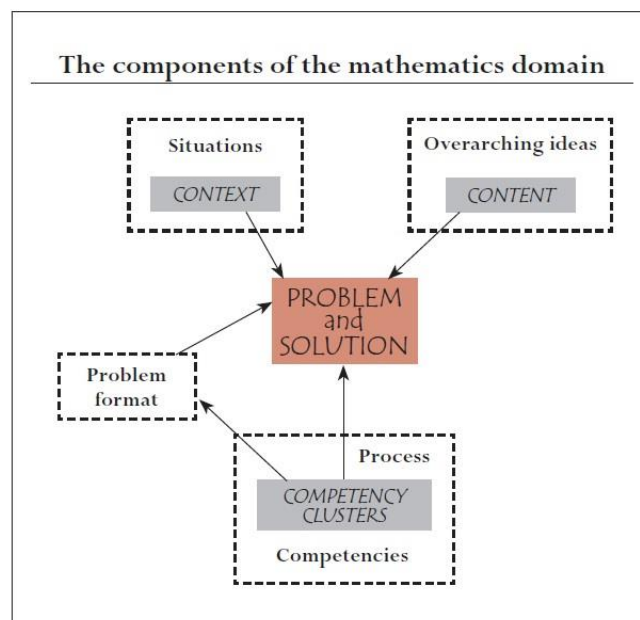 The components of the mathematics domain
Situations
CONTEXT
Overarching ideas
CONTENT
PROBLEM
and
SOLUTION
Problem
format
Process
COMPETENCY
CLUSTERS
Competencies